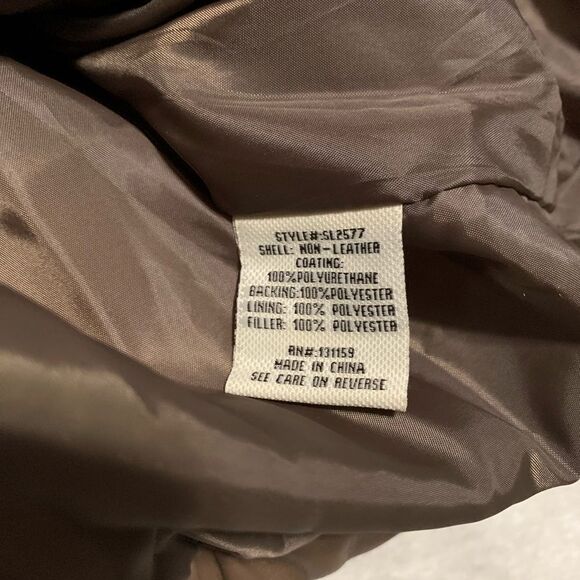 STYLE#:SL2577
SHELL: NON-LEATHER
COATING:
100%POLYURETHANE
BACKING:100%POLYESTER
LINING: 100% POLYESTER
FILLER: 100% POLYESTER
RN#:131159
MADE IN CHINA
SEE CARE ON REVERSE